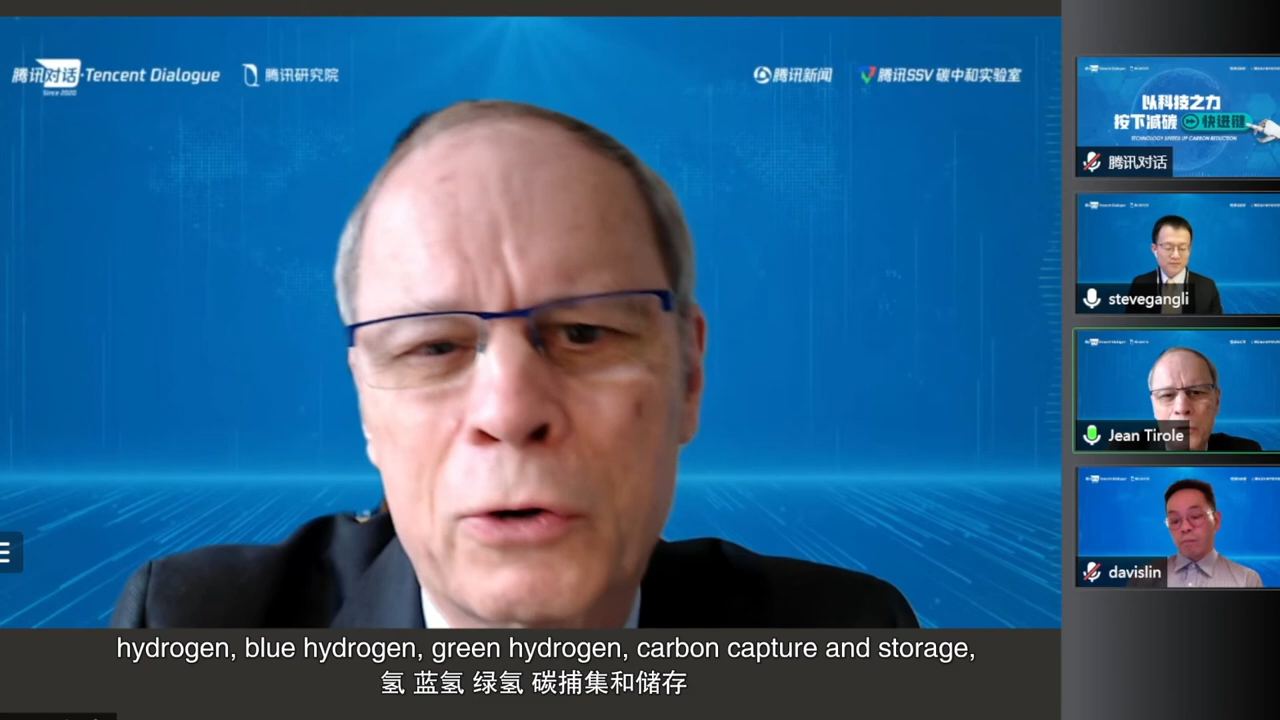 腾讯对话·Tencent Dialogue
Since 2020
腾讯研究院
腾讯新闻
腾讯SSV 碳中和实验室
以科技之力
按下减碳 快进键
TECHNOLOGY SPEEDS UP CARBON REDUCTION
腾讯对话
stevegangli
Jean Tirole
davislin
hydrogen, blue hydrogen, green hydrogen, carbon capture and storage,
氢 蓝氢 绿氢 碳捕集和储存